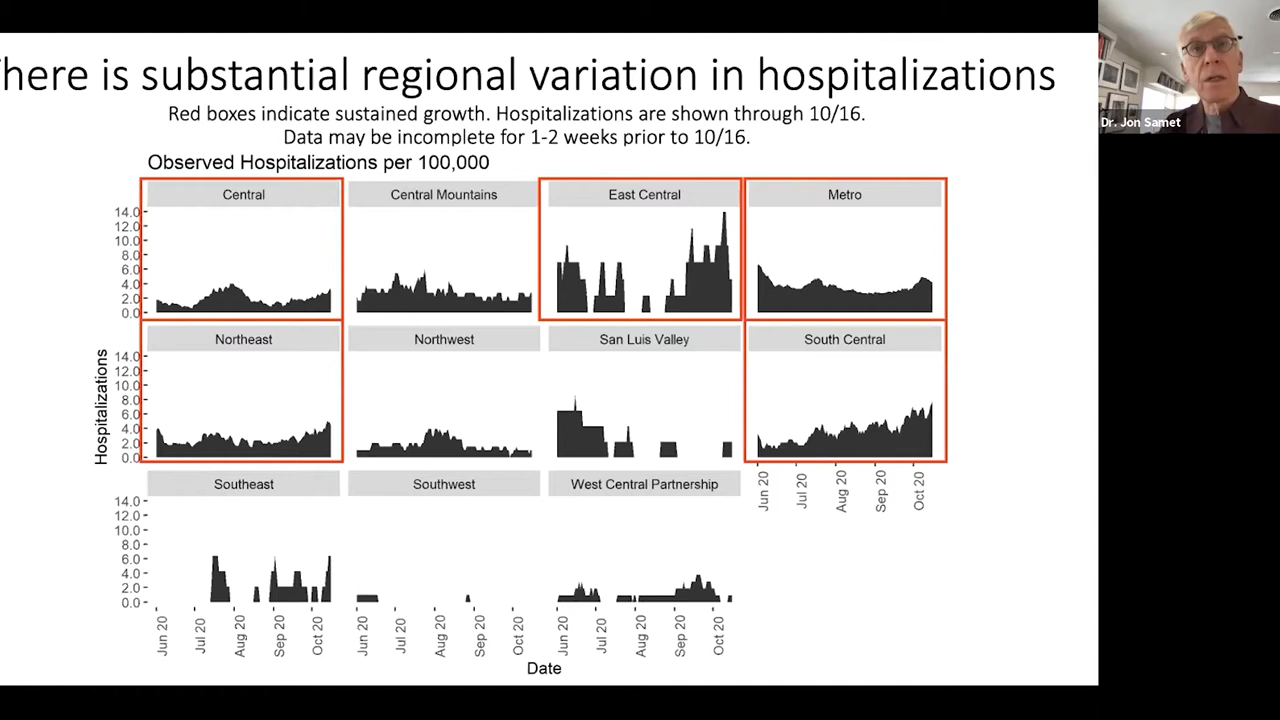 here is substantial regional variation in hospitalizations
Red boxes indicate sustained growth. Hospitalizations are shown through 10/16.
Data may be incomplete for 1-2 weeks prior to 10/16.
Dr. Jon Samet
Observed Hospitalizations per 100,000
Central
Central Mountains
East Central
Metro
14.0
12.0
10.0
8.0
6.0
4.0
2.0
0.0
Northeast
Northwest
San Luis Valley
South Central
14.0
12.0
10.0
8.0
6.0
4.0
2.0
0.0
Hospitalizations
Jun 20
Jul 20
Aug 20
Sep 20
Oct 20
Southeast
Southwest
West Central Partnership
14.0
12.0
10.0
8.0
6.0
4.0
2.0
0.0
Jun 20
Jul 20
Aug 20
Sep 20
Oct 20
Jun 20
Jul 20
Aug 20
Sep 20
Oct 20
Jun 20
Jul 20
Aug 20
Sep 20
Oct 20
Date